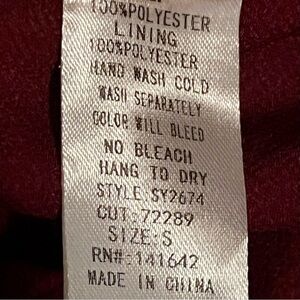 100%POLYESTER
LINING
100%POLYESTER
HAND WASH COLD
WASH SEPARATELY
COLOR WILL BLEED
NO BLEACH
HANG TO DRY
STYLE SY2674
CUT:72289
SIZE:S
RN#:141642
MADE IN CHINA